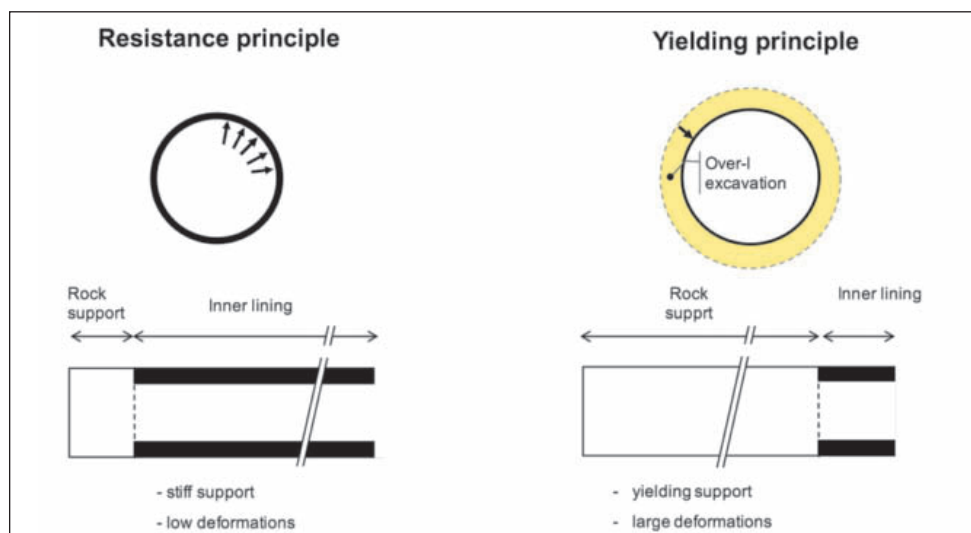 Resistance principle
Yielding principle
Over-l
excavation
Rock
support
Inner lining
Rock
supprt
Inner lining
- stiff support
- low deformations
- yielding support
- large deformations